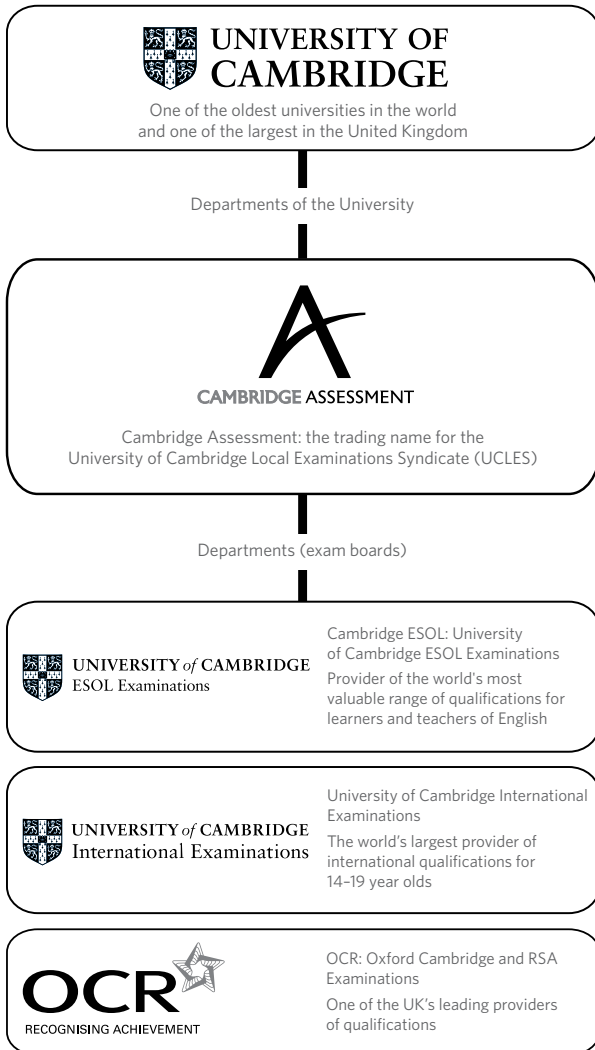 UNIVERSITY OF
CAMBRIDGE
One of the oldest universities in the world
and one of the largest in the United Kingdom
Departments of the University
CAMBRIDGE ASSESSMENT
Cambridge Assessment: the trading name for the
University of Cambridge Local Examinations Syndicate (UCLES)
Departments (exam boards)
UNIVERSITY of CAMBRIDGE
ESOL Examinations
Cambridge ESOL: University
of Cambridge ESOL Examinations
Provider of the world's most
valuable range of qualifications for
learners and teachers of English
UNIVERSITY of CAMBRIDGE
International Examinations
University of Cambridge International
Examinations
The world's largest provider of
international qualifications for
14–19 year olds
OCR
RECOGNISING ACHIEVEMENT
OCR: Oxford Cambridge and RSA
Examinations
One of the UK's leading providers
of qualifications